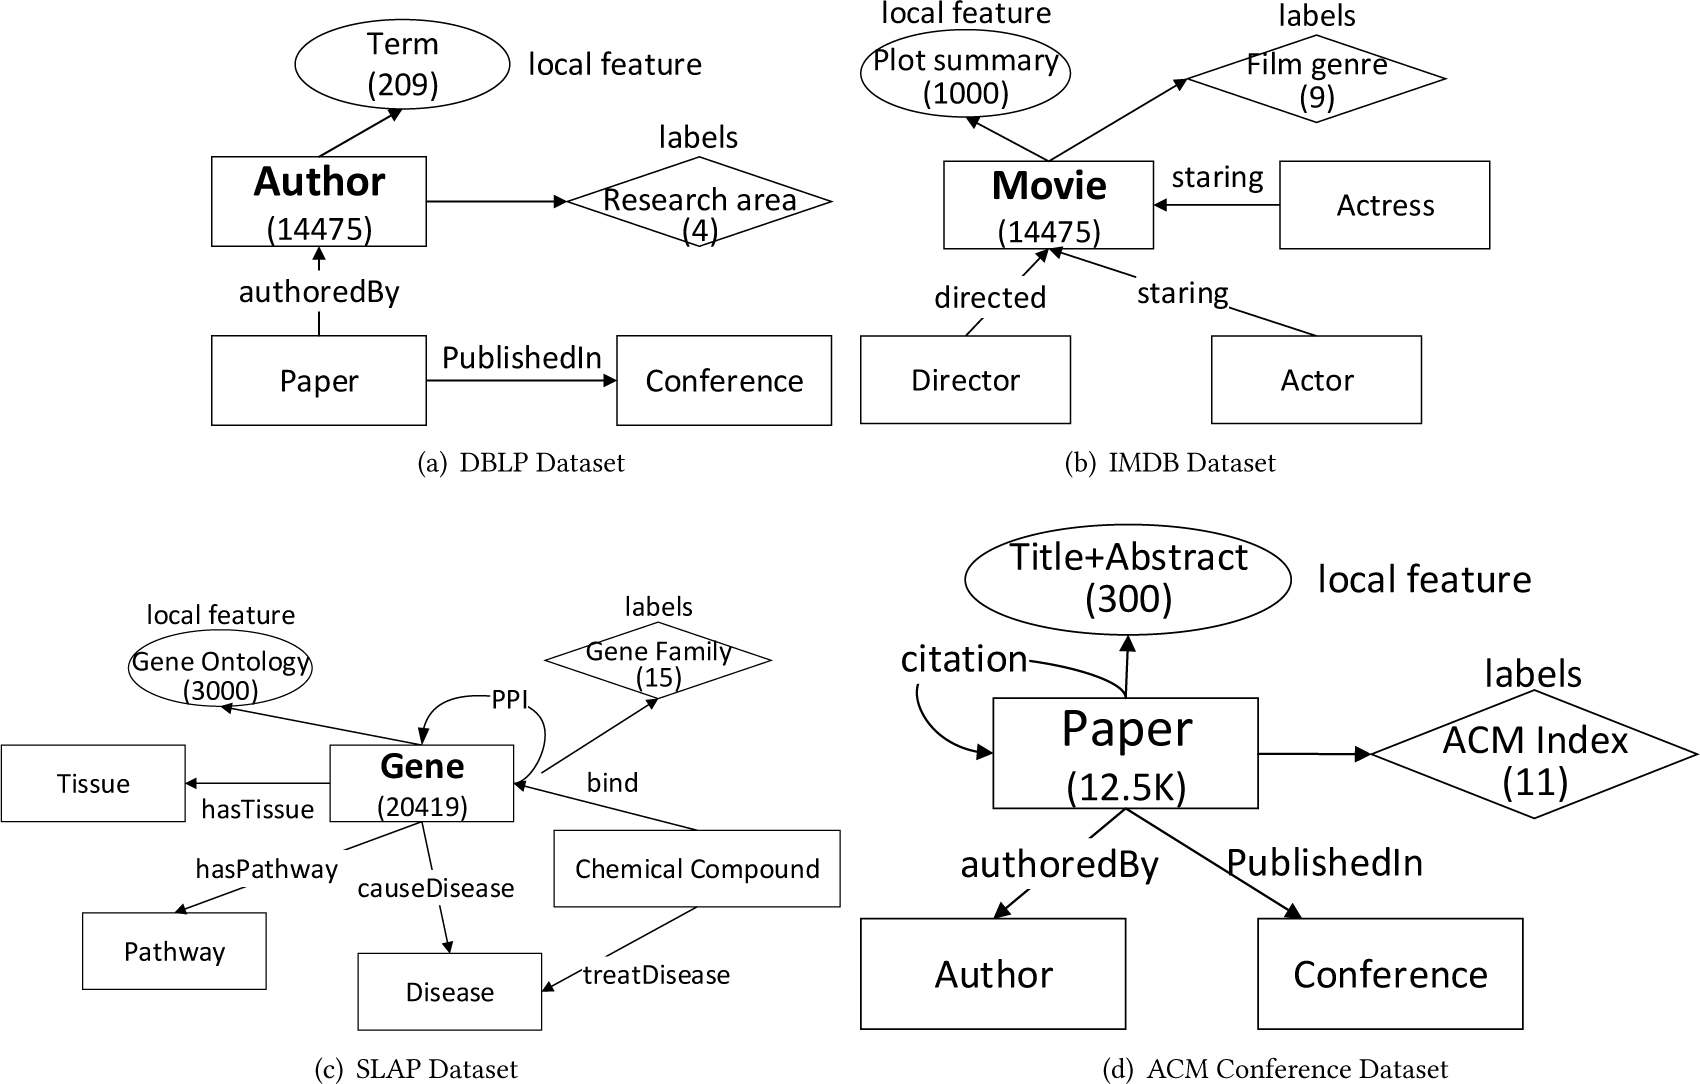 Term
(209)
local feature
labels
Author
(14475)
Research area
(4)
authoredBy
Paper
PublishedIn
Conference
(a) DBLP Dataset
local feature
Plot summary
(1000)
labels
Film genre
(9)
Movie
(14475)
staring
Actress
directed
staring
Director
Actor
(b) IMDB Dataset
local feature
Gene Ontology
(3000)
labels
Gene Family
(15)
PPI
Tissue
hasTissue
Gene
(20419)
bind
hasPathway
causeDisease
Chemical Compound
Pathway
Disease
treatDisease
(c) SLAP Dataset
Title+Abstract
(300)
local feature
citation
labels
Paper
(12.5K)
ACM Index
(11)
authoredBy
PublishedIn
Author
Conference
(d) ACM Conference Dataset